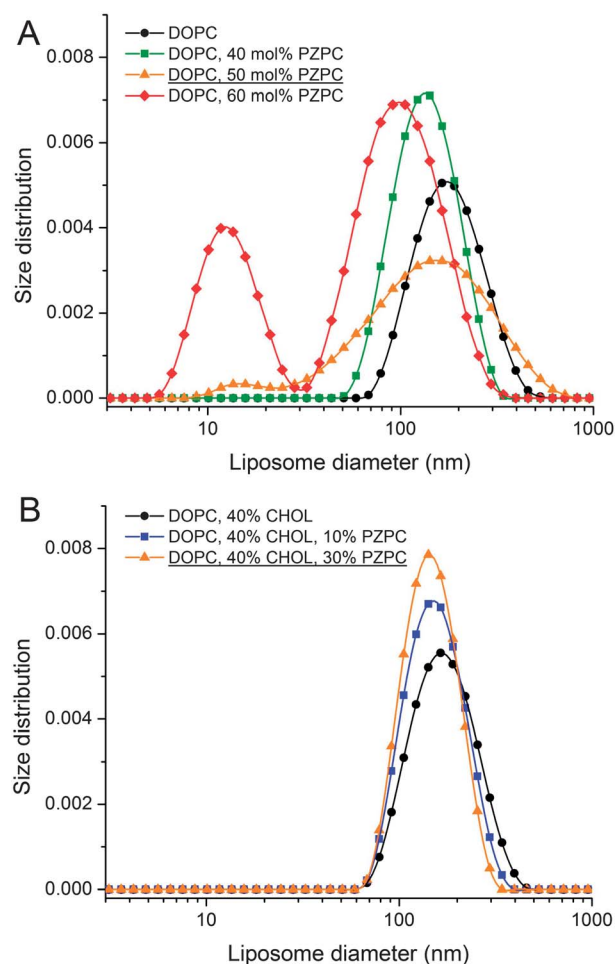 A
DOPC
DOPC, 40 mol% PZPC
DOPC, 50 mol% PZPC
DOPC, 60 mol% PZPC
0.008
0.006
0.004
0.002
0.000
Size distribution
10 100 1000
Liposome diameter (nm)
B
DOPC, 40% CHOL
DOPC, 40% CHOL, 10% PZPC
DOPC, 40% CHOL, 30% PZPC
0.008
0.006
0.004
0.002
0.000
Size distribution
10 100 1000
Liposome diameter (nm)